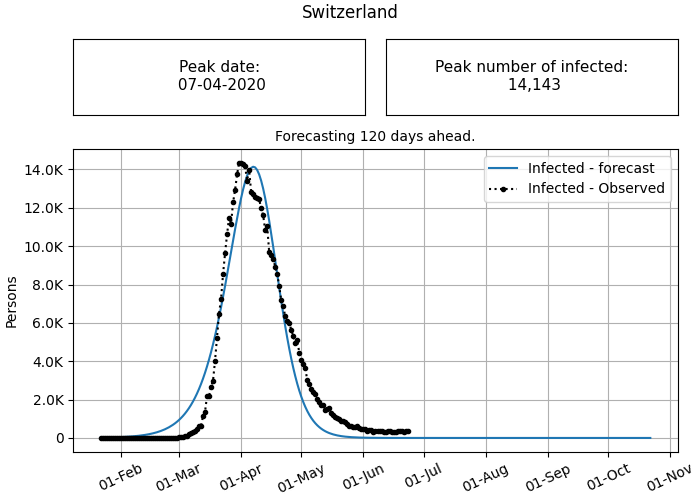 Switzerland
Peak date:
07-04-2020
Peak number of infected:
14,143
Forecasting 120 days ahead.
Infected - forecast
Infected - Observed
Persons
14.0K
12.0K
10.0K
8.0K
6.0K
4.0K
2.0K
0
01-Feb
01-Mar
01-Apr
01-May
01-Jun
01-Jul
01-Aug
01-Sep
01-Oct
01-Nov